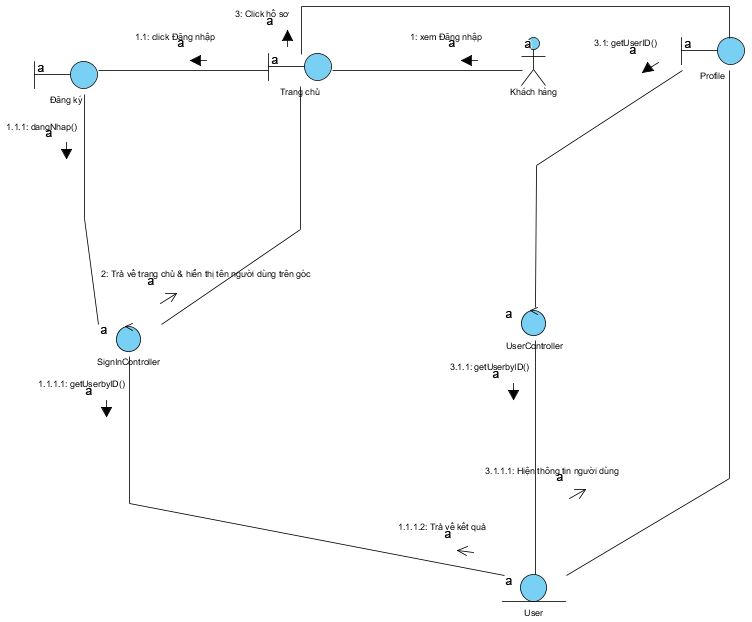 3: Click hồ sơ
a
1.1: click Đăng nhập
a
1: xem Đăng nhập
a
a
3.1: getUserID()
a
a
a
a
Đăng ký
Trang chủ
Khách hàng
Profile
1.1.1: dangNhap()
a
2: Trả về trang chủ & hiển thị tên người dùng trên góc
a
a
a
SignInController
UserController
1.1.1.1: getUserbyID()
a
3.1.1: getUserbyID()
a
3.1.1.1: Hiện thông tin người dùng
a
1.1.1.2: Trả về kết quả
a
a
User